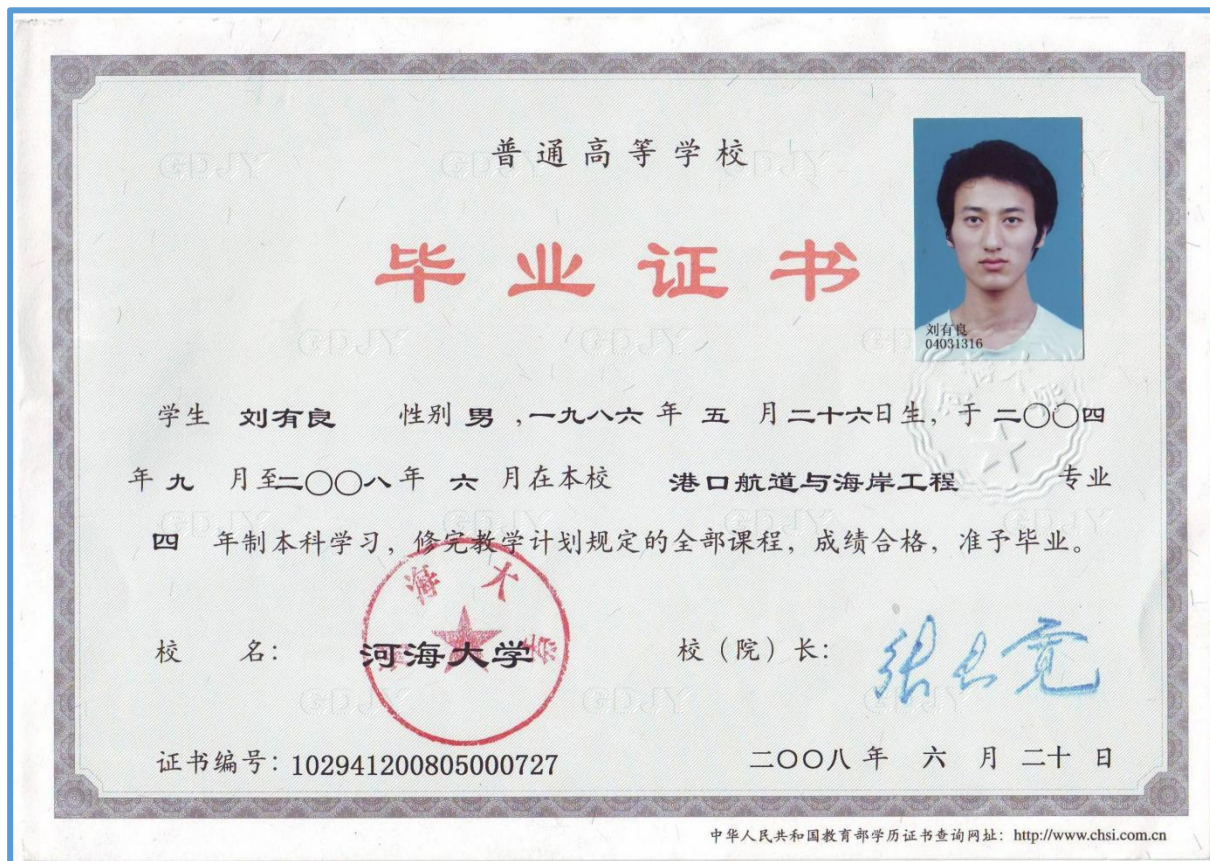 普通高等学校
毕业证书
刘有良
04031316
学生 刘有良 性别 男 ,一九八六 年 五 月二十六日生, 于 二〇〇四
年 九 月至二〇〇八年 六 月在本校 港口航道与海岸工程 专业
四 年制本科学习, 修完教学计划规定的全部课程, 成绩合格, 准予毕业。
河海大学
校 名: 河海大学 校(院)长:
证书编号: 102941200805000727 二〇〇八年 六 月 二十 日
中华人民共和国教育部学历证书查询网址: http://www.chsi.com.cn
GDJY